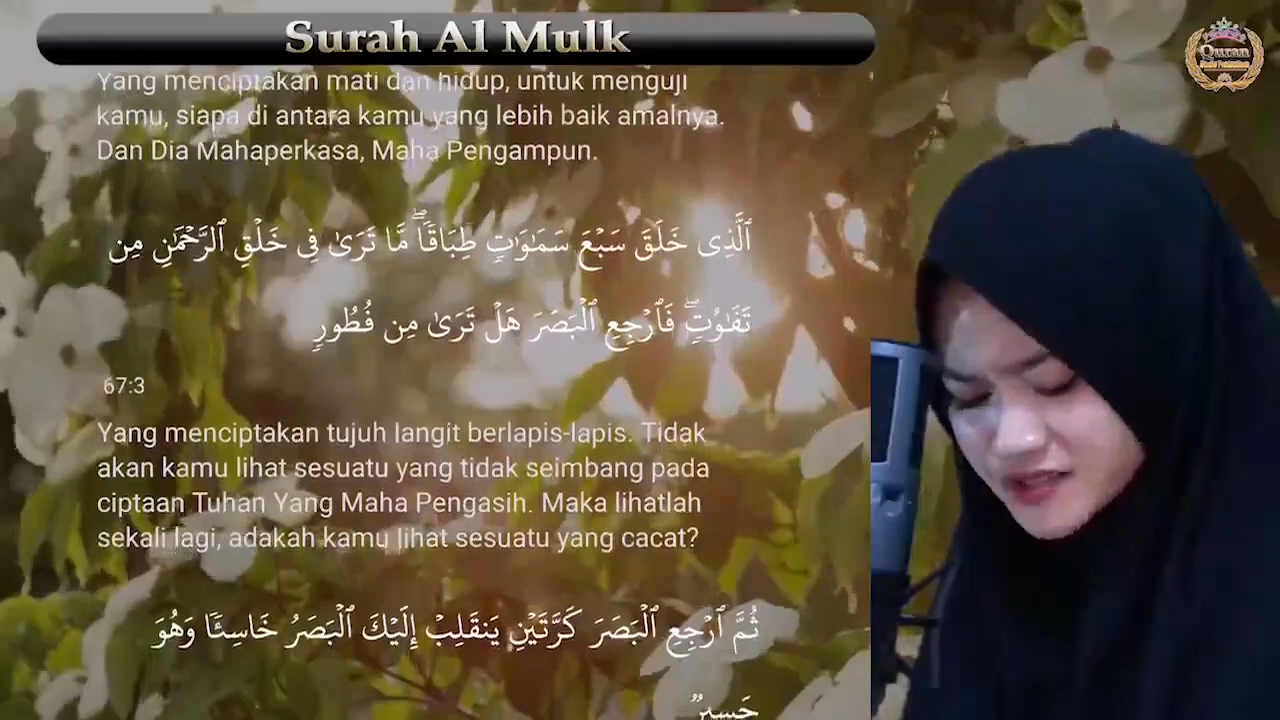 Surah Al Mulk
Quran
Yang menciptakan mati dan hidup, untuk menguji
kamu, siapa di antara kamu yang lebih baik amalnya.
Dan Dia Mahaperkasa, Maha Pengampun.
ٱلَّذِى خَلَقَ سَبْعَ سَمَـٰوَٰتٍ طِبَاقًا ۖ مَّا تَرَىٰ فِى خَلْقِ ٱلرَّحْمَـٰنِ مِن
تَفَـٰوُتٍ ۖ فَٱرْجِعِ ٱلْبَصَرَ هَلْ تَرَىٰ مِن فُطُورٍ
67:3
Yang menciptakan tujuh langit berlapis-lapis. Tidak
akan kamu lihat sesuatu yang tidak seimbang pada
ciptaan Tuhan Yang Maha Pengasih. Maka lihatlah
sekali lagi, adakah kamu lihat sesuatu yang cacat?
ثُمَّ ٱرْجِعِ ٱلْبَصَرَ كَرَّتَيْنِ يَنقَلِبْ إِلَيْكَ ٱلْبَصَرُ خَاسِئًا وَهُوَ
حَسِيرٌ